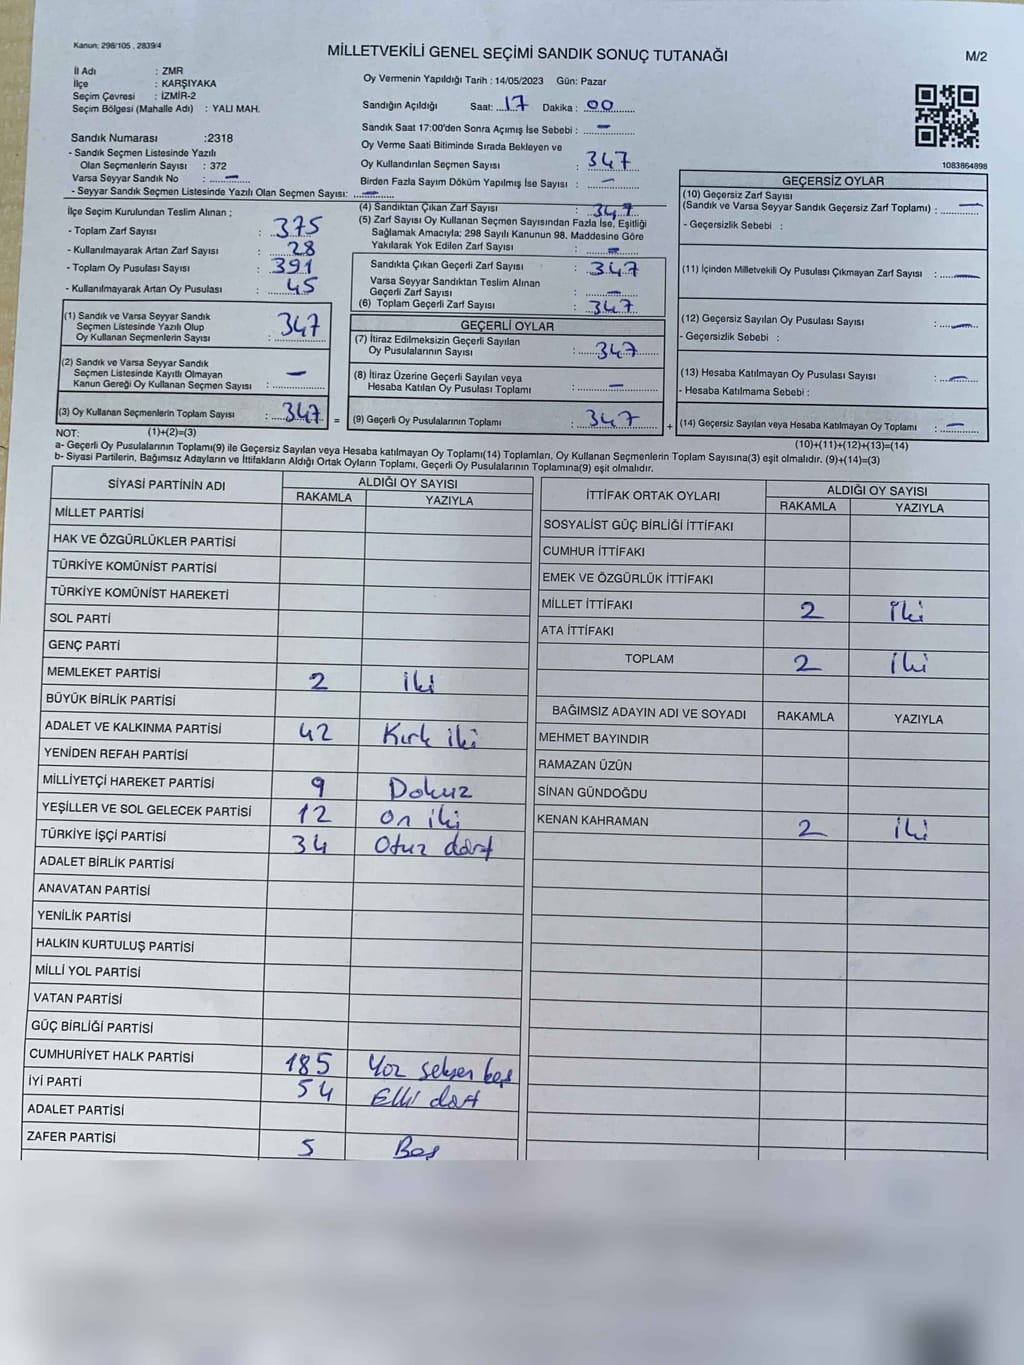 Kanun: 298/105 , 2839/4
MİLLETVEKİLİ GENEL SEÇİMİ SANDIK SONUÇ TUTANAĞI
M/2
İl Adı : ZMR
İlçe : KARŞIYAKA
Seçim Çevresi : İZMİR-2
Seçim Bölgesi (Mahalle Adı) : YALI MAH.
Sandık Numarası :2318
- Sandık Seçmen Listesinde Yazılı
Olan Seçmenlerin Sayısı : 372
Varsa Seyyar Sandık No : —
- Seyyar Sandık Seçmen Listesinde Yazılı Olan Seçmen Sayısı: —
Oy Vermenin Yapıldığı Tarih : 14/05/2023 Gün: Pazar
Sandığın Açıldığı Saat: 17 Dakika : 00
Sandık Saat 17:00'den Sonra Açımış İse Sebebi : —
Oy Verme Saati Bitiminde Sırada Bekleyen ve
Oy Kullandırılan Seçmen Sayısı : 347
Birden Fazla Sayım Döküm Yapılmış İse Sayısı : —
1083864898
İlçe Seçim Kurulundan Teslim Alınan ;
- Toplam Zarf Sayısı : 375
- Kullanılmayarak Artan Zarf Sayısı : 28
- Toplam Oy Pusulası Sayısı : 391
- Kullanılmayarak Artan Oy Pusulası : 45
(1) Sandık ve Varsa Seyyar Sandık
Seçmen Listesinde Yazılı Olup
Oy Kullanan Seçmenlerin Sayısı : 347
(2) Sandık ve Varsa Seyyar Sandık
Seçmen Listesinde Kayıtlı Olmayan
Kanun Gereği Oy Kullanan Seçmen Sayısı : —
(3) Oy Kullanan Seçmenlerin Toplam Sayısı : 347 =
(4) Sandıktan Çıkan Zarf Sayısı : 347
(5) Zarf Sayısı Oy Kullanan Seçmen Sayısından Fazla İse, Eşitliği
Sağlamak Amacıyla; 298 Sayılı Kanunun 98. Maddesine Göre
Yakılarak Yok Edilen Zarf Sayısı : —
Sandıkta Çıkan Geçerli Zarf Sayısı : 347
Varsa Seyyar Sandıktan Teslim Alınan
Geçerli Zarf Sayısı : —
(6) Toplam Geçerli Zarf Sayısı : 347
GEÇERLİ OYLAR
(7) İtiraz Edilmeksizin Geçerli Sayılan
Oy Pusulalarının Sayısı : 347
(8) İtiraz Üzerine Geçerli Sayılan veya
Hesaba Katılan Oy Pusulası Toplamı : —
(9) Geçerli Oy Pusulalarının Toplamı : 347 +
GEÇERSİZ OYLAR
(10) Geçersiz Zarf Sayısı
(Sandık ve Varsa Seyyar Sandık Geçersiz Zarf Toplamı) : —
- Geçersizlik Sebebi :
(11) İçinden Milletvekili Oy Pusulası Çıkmayan Zarf Sayısı : —
(12) Geçersiz Sayılan Oy Pusulası Sayısı : —
- Geçersizlik Sebebi :
(13) Hesaba Katılmayan Oy Pusulası Sayısı : —
- Hesaba Katılmama Sebebi :
(14) Geçersiz Sayılan veya Hesaba Katılmayan Oy Toplamı : —
NOT: (1)+(2)=(3)
(10)+(11)+(12)+(13)=(14)
a- Geçerli Oy Pusulalarının Toplamı(9) ile Geçersiz Sayılan veya Hesaba katılmayan Oy Toplamı(14) Toplamları, Oy Kullanan Seçmenlerin Toplam Sayısına(3) eşit olmalıdır. (9)+(14)=(3)
b- Siyasi Partilerin, Bağımsız Adayların ve İttifakların Aldığı Ortak Oyların Toplamı, Geçerli Oy Pusulalarının Toplamına(9) eşit olmalıdır.
SİYASİ PARTİNİN ADI
ALDIĞI OY SAYISI
RAKAMLA YAZIYLA
MİLLET PARTİSİ
HAK VE ÖZGÜRLÜKLER PARTİSİ
TÜRKİYE KOMÜNİST PARTİSİ
TÜRKİYE KOMÜNİST HAREKETİ
SOL PARTİ
GENÇ PARTİ
MEMLEKET PARTİSİ 2 iki
BÜYÜK BİRLİK PARTİSİ
ADALET VE KALKINMA PARTİSİ 42 Kırk iki
YENİDEN REFAH PARTİSİ
MİLLİYETÇİ HAREKET PARTİSİ 9 Dokuz
YEŞİLLER VE SOL GELECEK PARTİSİ 12 On iki
TÜRKİYE İŞÇİ PARTİSİ 34 Otuz dört
ADALET BİRLİK PARTİSİ
ANAVATAN PARTİSİ
YENİLİK PARTİSİ
HALKIN KURTULUŞ PARTİSİ
MİLLİ YOL PARTİSİ
VATAN PARTİSİ
GÜÇ BİRLİĞİ PARTİSİ
CUMHURİYET HALK PARTİSİ 185 Yüz seksen beş
İYİ PARTİ 54 Elli dört
ADALET PARTİSİ
ZAFER PARTİSİ 5 Beş
İTTİFAK ORTAK OYLARI
ALDIĞI OY SAYISI
RAKAMLA YAZIYLA
SOSYALİST GÜÇ BİRLİĞİ İTTİFAKI
CUMHUR İTTİFAKI
EMEK VE ÖZGÜRLÜK İTTİFAKI
MİLLET İTTİFAKI 2 iki
ATA İTTİFAKI
TOPLAM 2 iki
BAĞIMSIZ ADAYIN ADI VE SOYADI RAKAMLA YAZIYLA
MEHMET BAYINDIR
RAMAZAN ÜZÜN
SİNAN GÜNDOĞDU
KENAN KAHRAMAN 2 iki